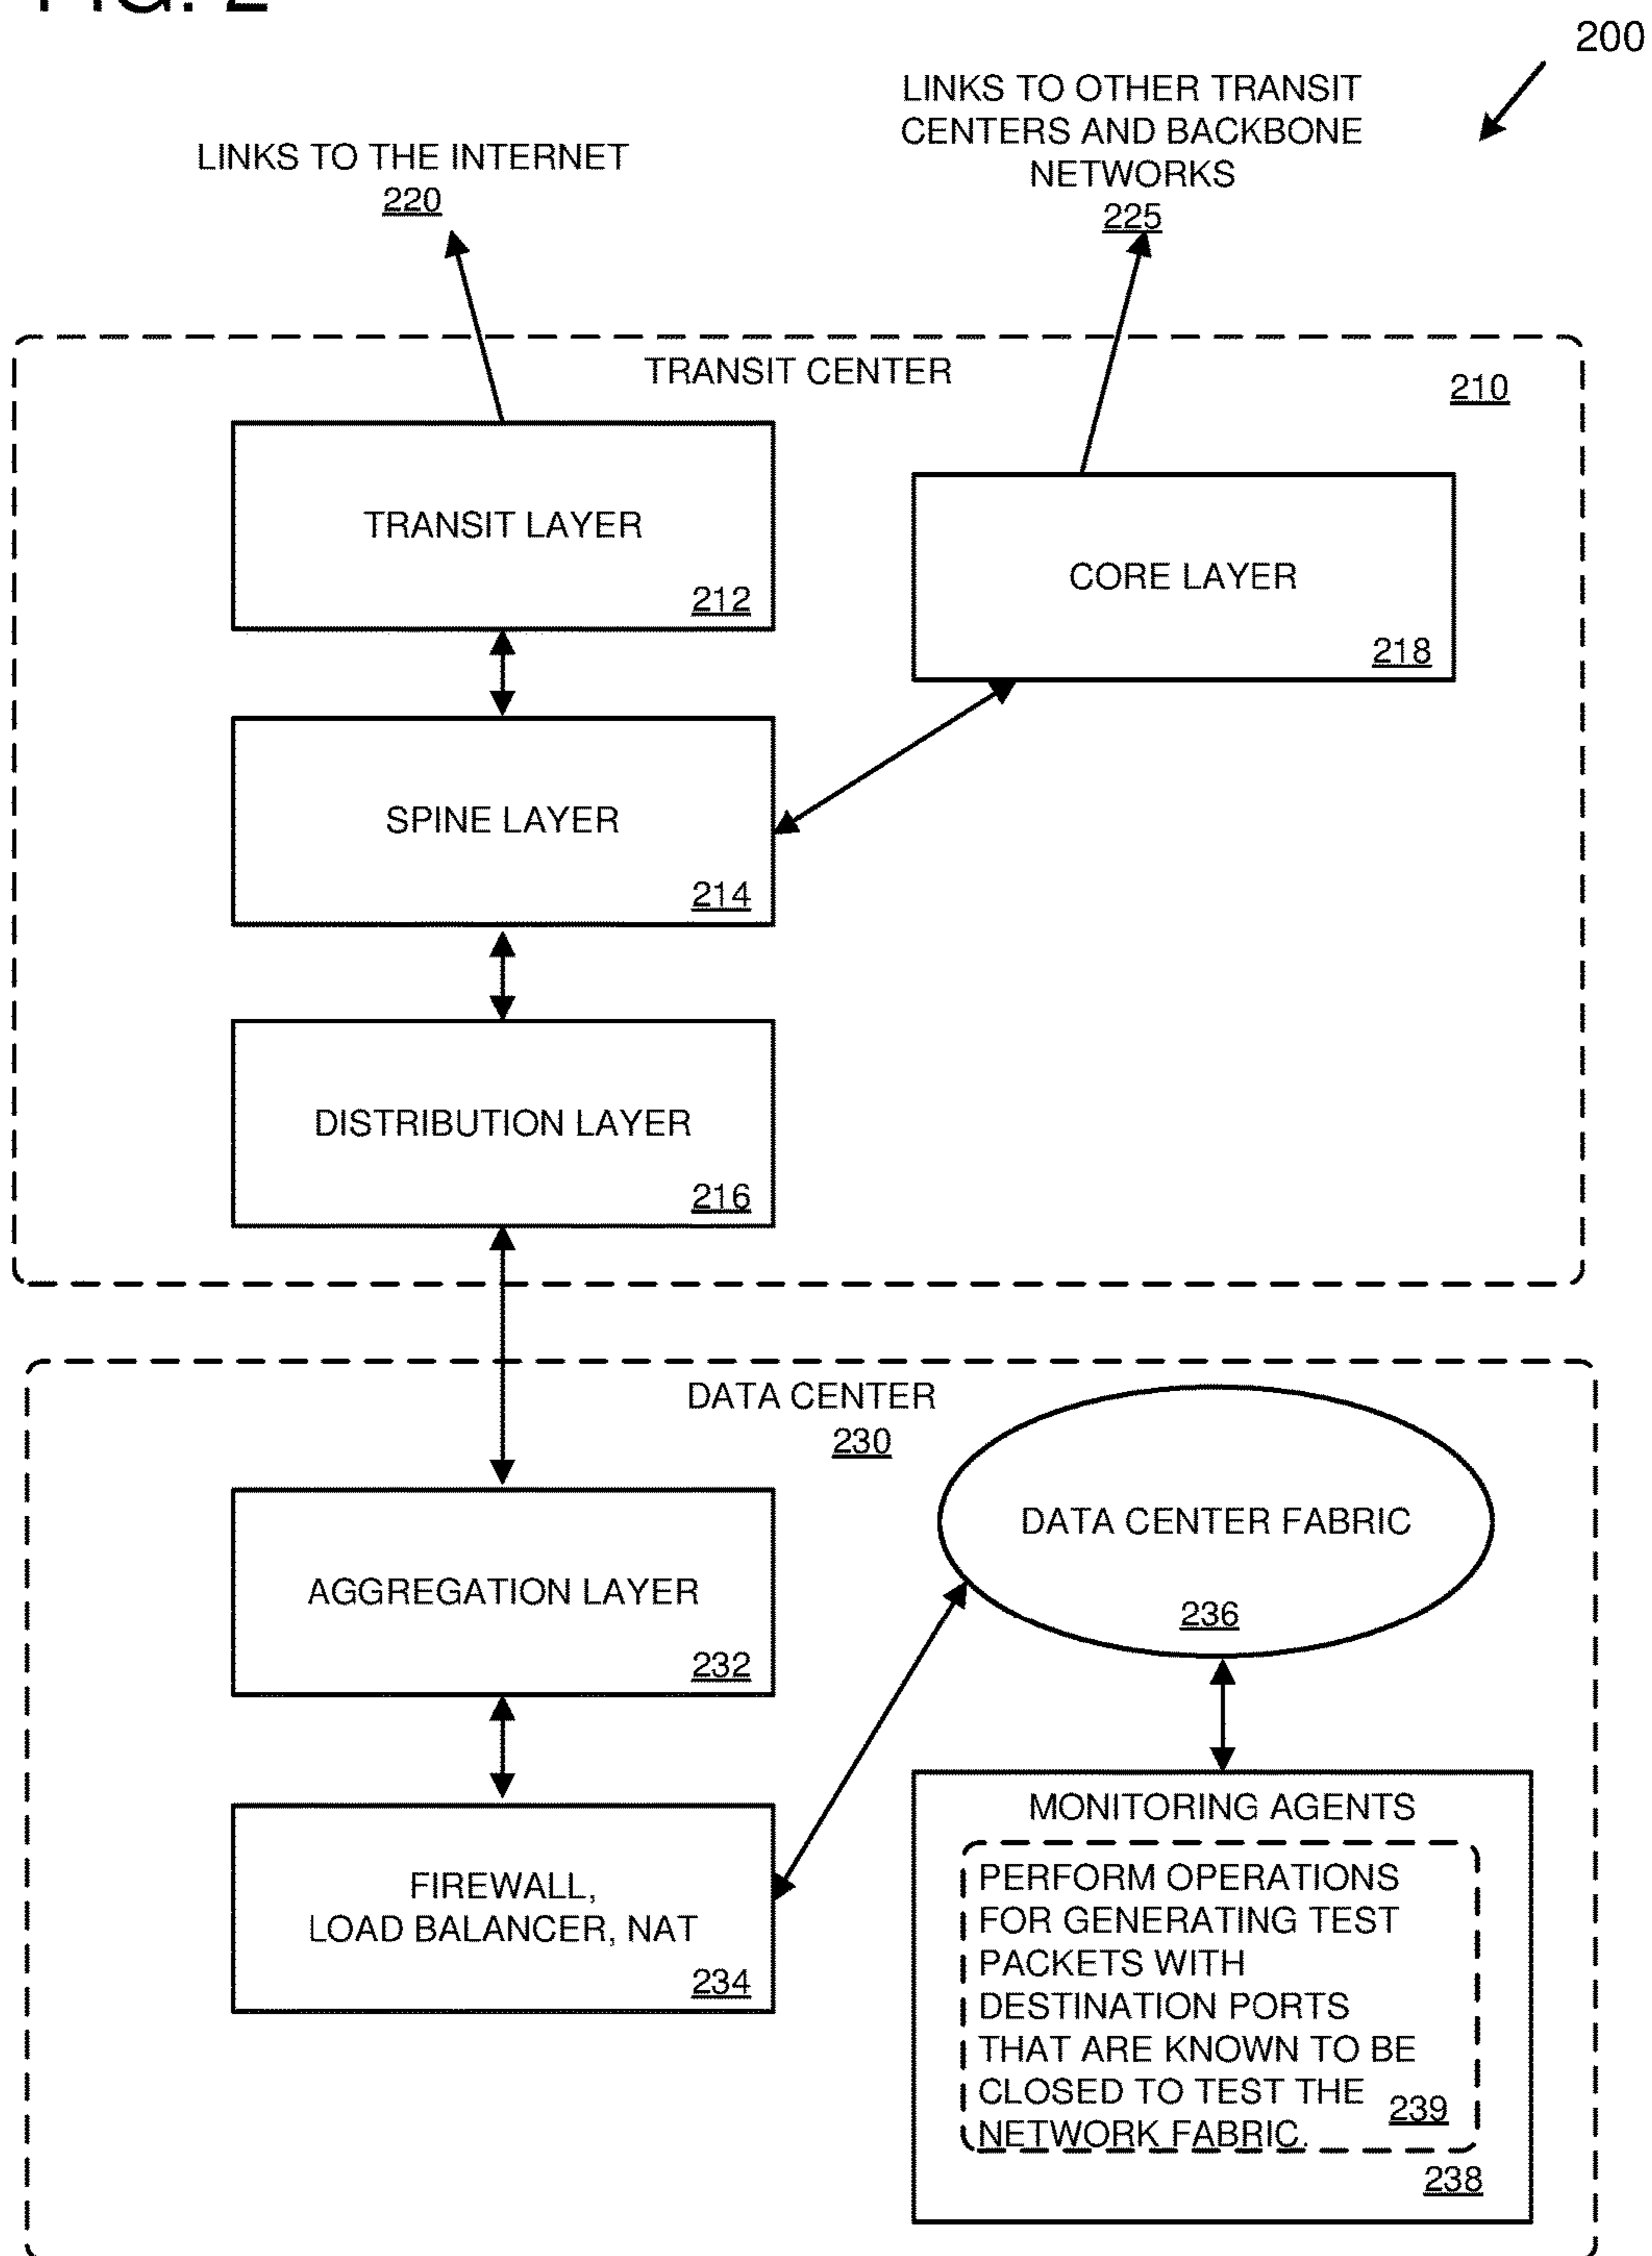 FIG. 2
200
LINKS TO THE INTERNET
220
LINKS TO OTHER TRANSIT
CENTERS AND BACKBONE
NETWORKS
225
TRANSIT CENTER
210
TRANSIT LAYER
212
CORE LAYER
218
SPINE LAYER
214
DISTRIBUTION LAYER
216
DATA CENTER
230
DATA CENTER FABRIC
236
AGGREGATION LAYER
232
FIREWALL,
LOAD BALANCER, NAT
234
MONITORING AGENTS
PERFORM OPERATIONS
FOR GENERATING TEST
PACKETS WITH
DESTINATION PORTS
THAT ARE KNOWN TO BE
CLOSED TO TEST THE
NETWORK FABRIC.
239
238